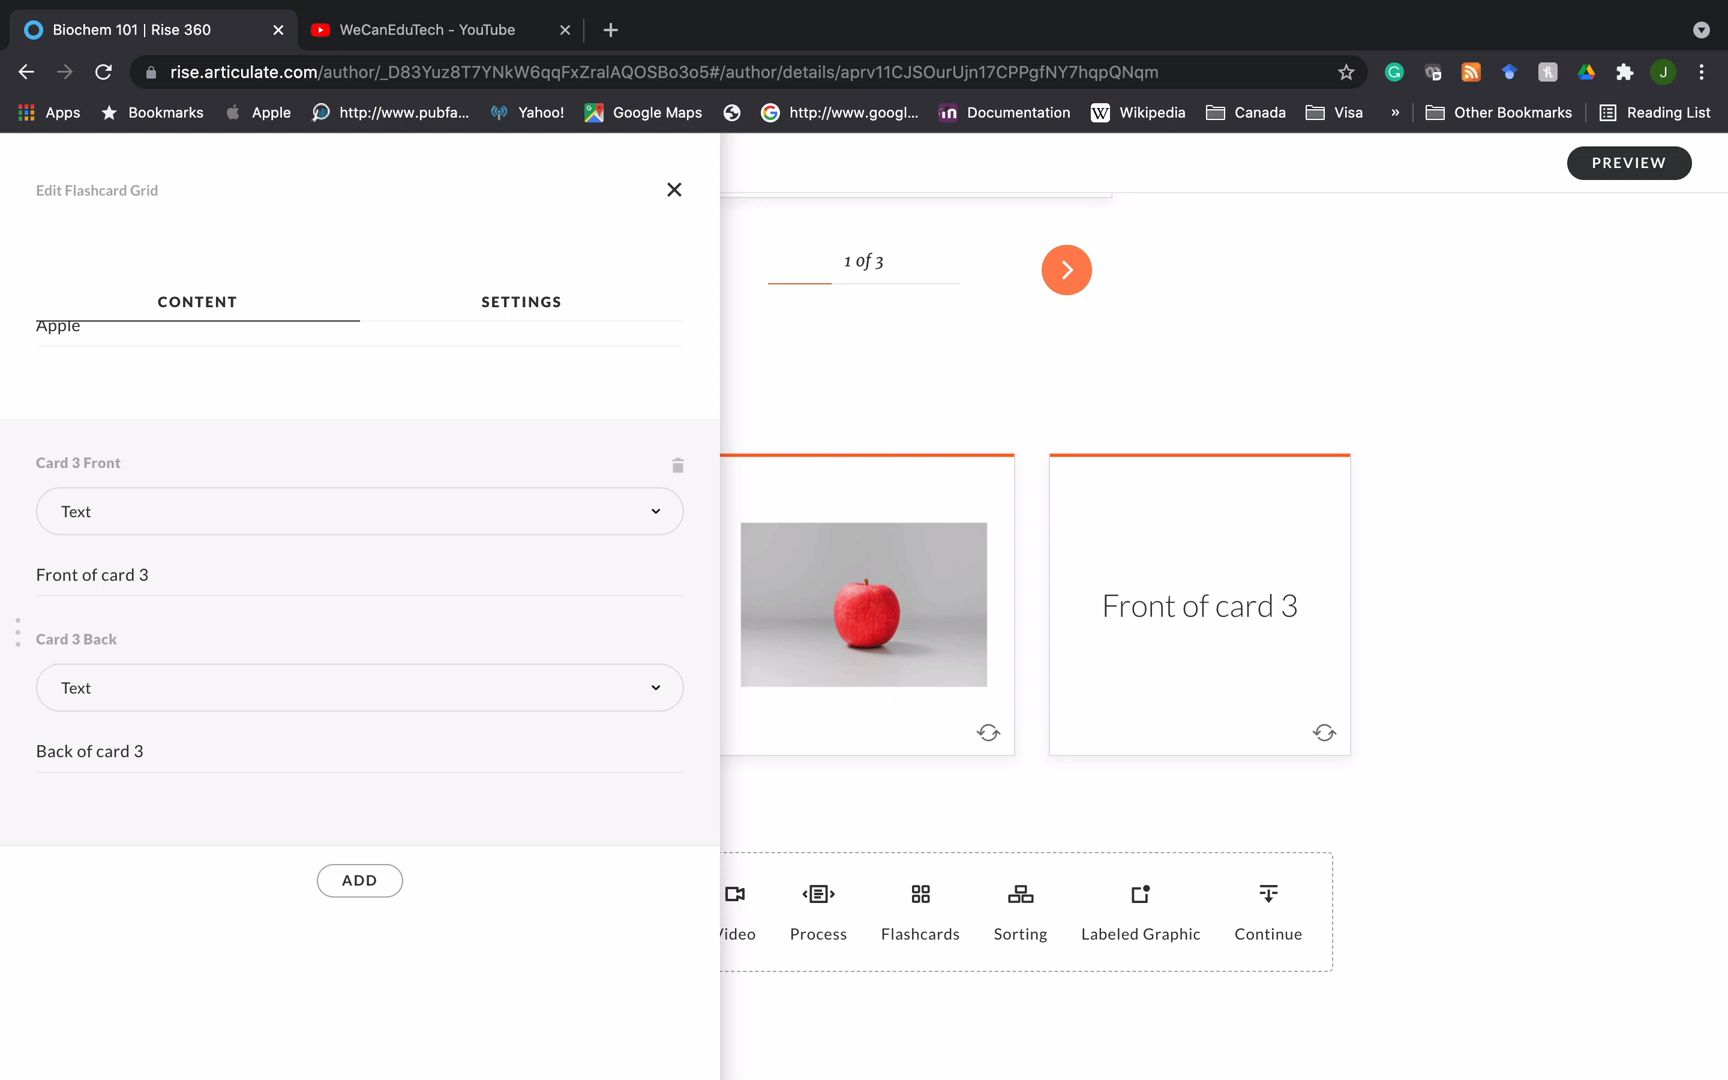 Biochem 101 | Rise 360
WeCanEduTech - YouTube
rise.articulate.com/author/_D83Yuz8T7YNkW6qqFxZralAQOSBo3o5#/author/details/aprv11CJSOurUjn17CPPgfNY7hqpQNqm
J
Apps
Bookmarks
Apple
http://www.pubfa...
Yahoo!
Google Maps
http://www.googl...
Documentation
Wikipedia
Canada
Visa
»
Other Bookmarks
Reading List
PREVIEW
Edit Flashcard Grid
1 of 3
CONTENT
SETTINGS
Apple
Card 3 Front
Text
Front of card 3
Card 3 Back
Text
Back of card 3
ADD
Front of card 3
Video
Process
Flashcards
Sorting
Labeled Graphic
Continue